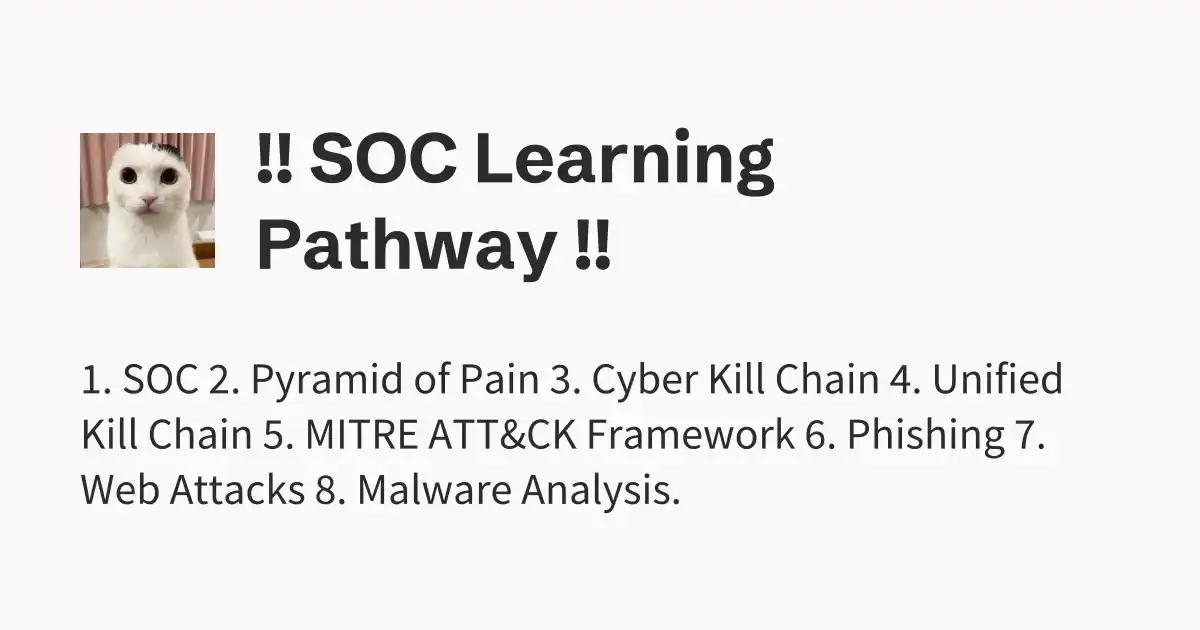 !! SOC Learning
Pathway !!
1. SOC 2. Pyramid of Pain 3. Cyber Kill Chain 4. Unified
Kill Chain 5. MITRE ATT&CK Framework 6. Phishing 7.
Web Attacks 8. Malware Analysis.